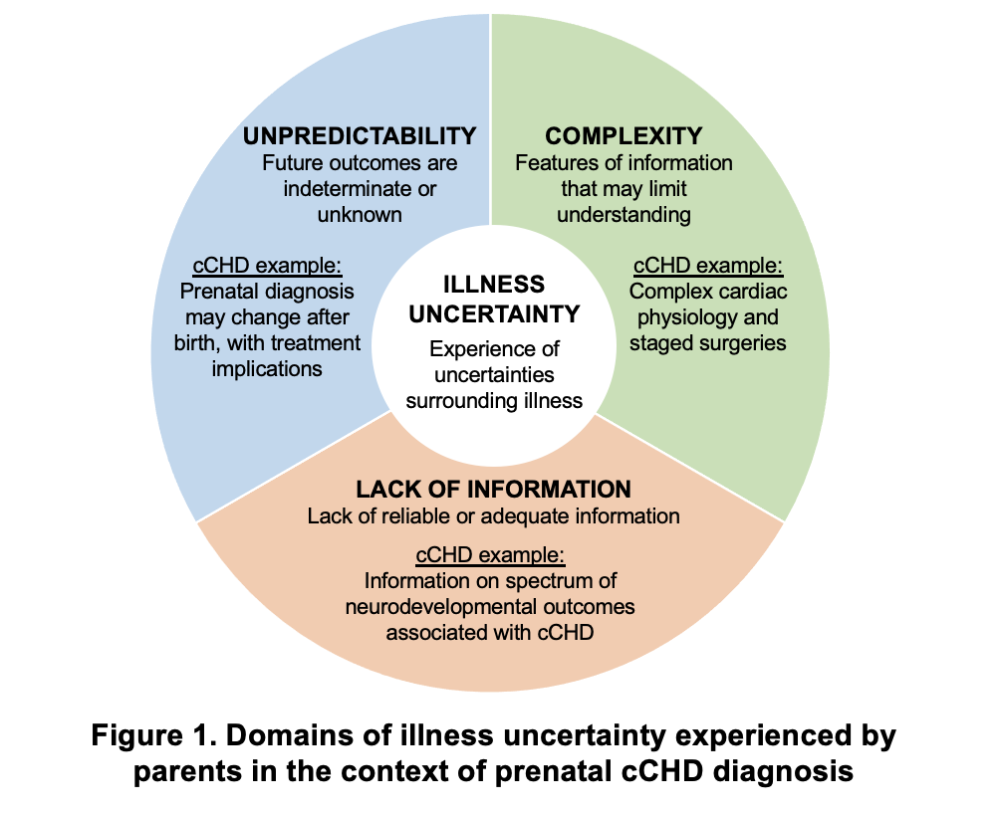 UNPREDICTABILITY
Future outcomes are
indeterminate or
unknown
cCHD example:
Prenatal diagnosis
may change after
birth, with treatment
implications
COMPLEXITY
Features of information
that may limit
understanding
cCHD example:
Complex cardiac
physiology and
staged surgeries
ILLNESS
UNCERTAINTY
Experience of
uncertainties
surrounding illness
LACK OF INFORMATION
Lack of reliable or adequate information
cCHD example:
Information on spectrum of
neurodevelopmental outcomes
associated with cCHD
Figure 1. Domains of illness uncertainty experienced by
parents in the context of prenatal cCHD diagnosis